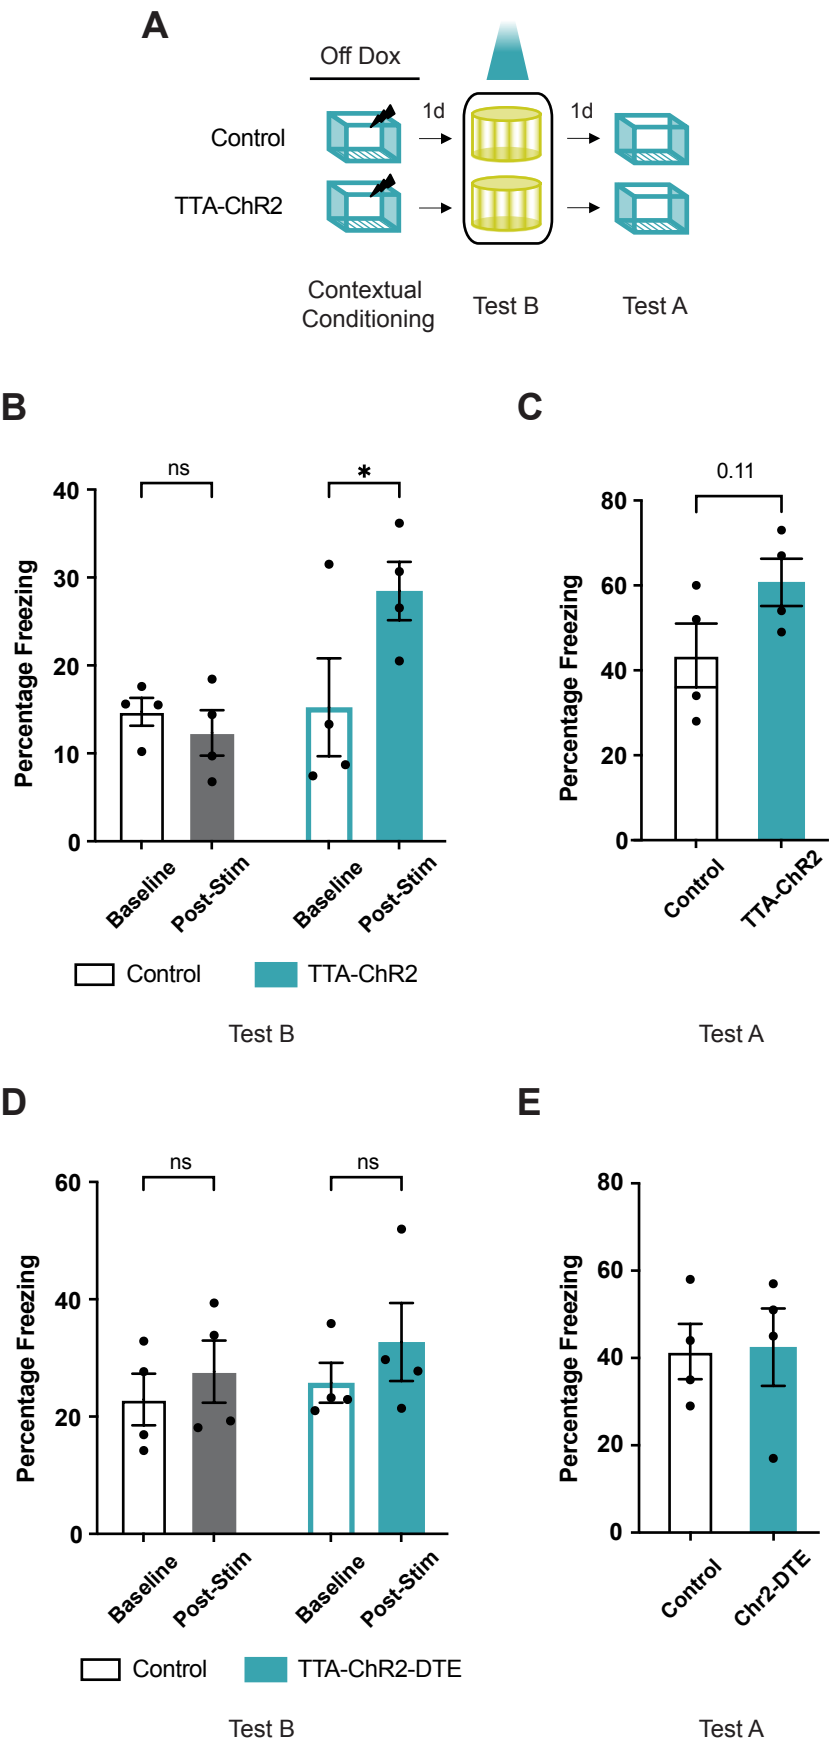 A
Off Dox
1d
1d
Control
TTA-ChR2
Contextual
Conditioning
Test B
Test A
B
ns
*
40
30
20
10
0
Percentage Freezing
Baseline
Post-Stim
Baseline
Post-Stim
Control
TTA-ChR2
Test B
C
0.11
80
60
40
20
0
Percentage Freezing
Control
TTA-ChR2
Test A
D
ns
ns
60
40
20
0
Percentage Freezing
Baseline
Post-Stim
Baseline
Post-Stim
Control
TTA-ChR2-DTE
Test B
E
80
60
40
20
0
Percentage Freezing
Control
Chr2-DTE
Test A